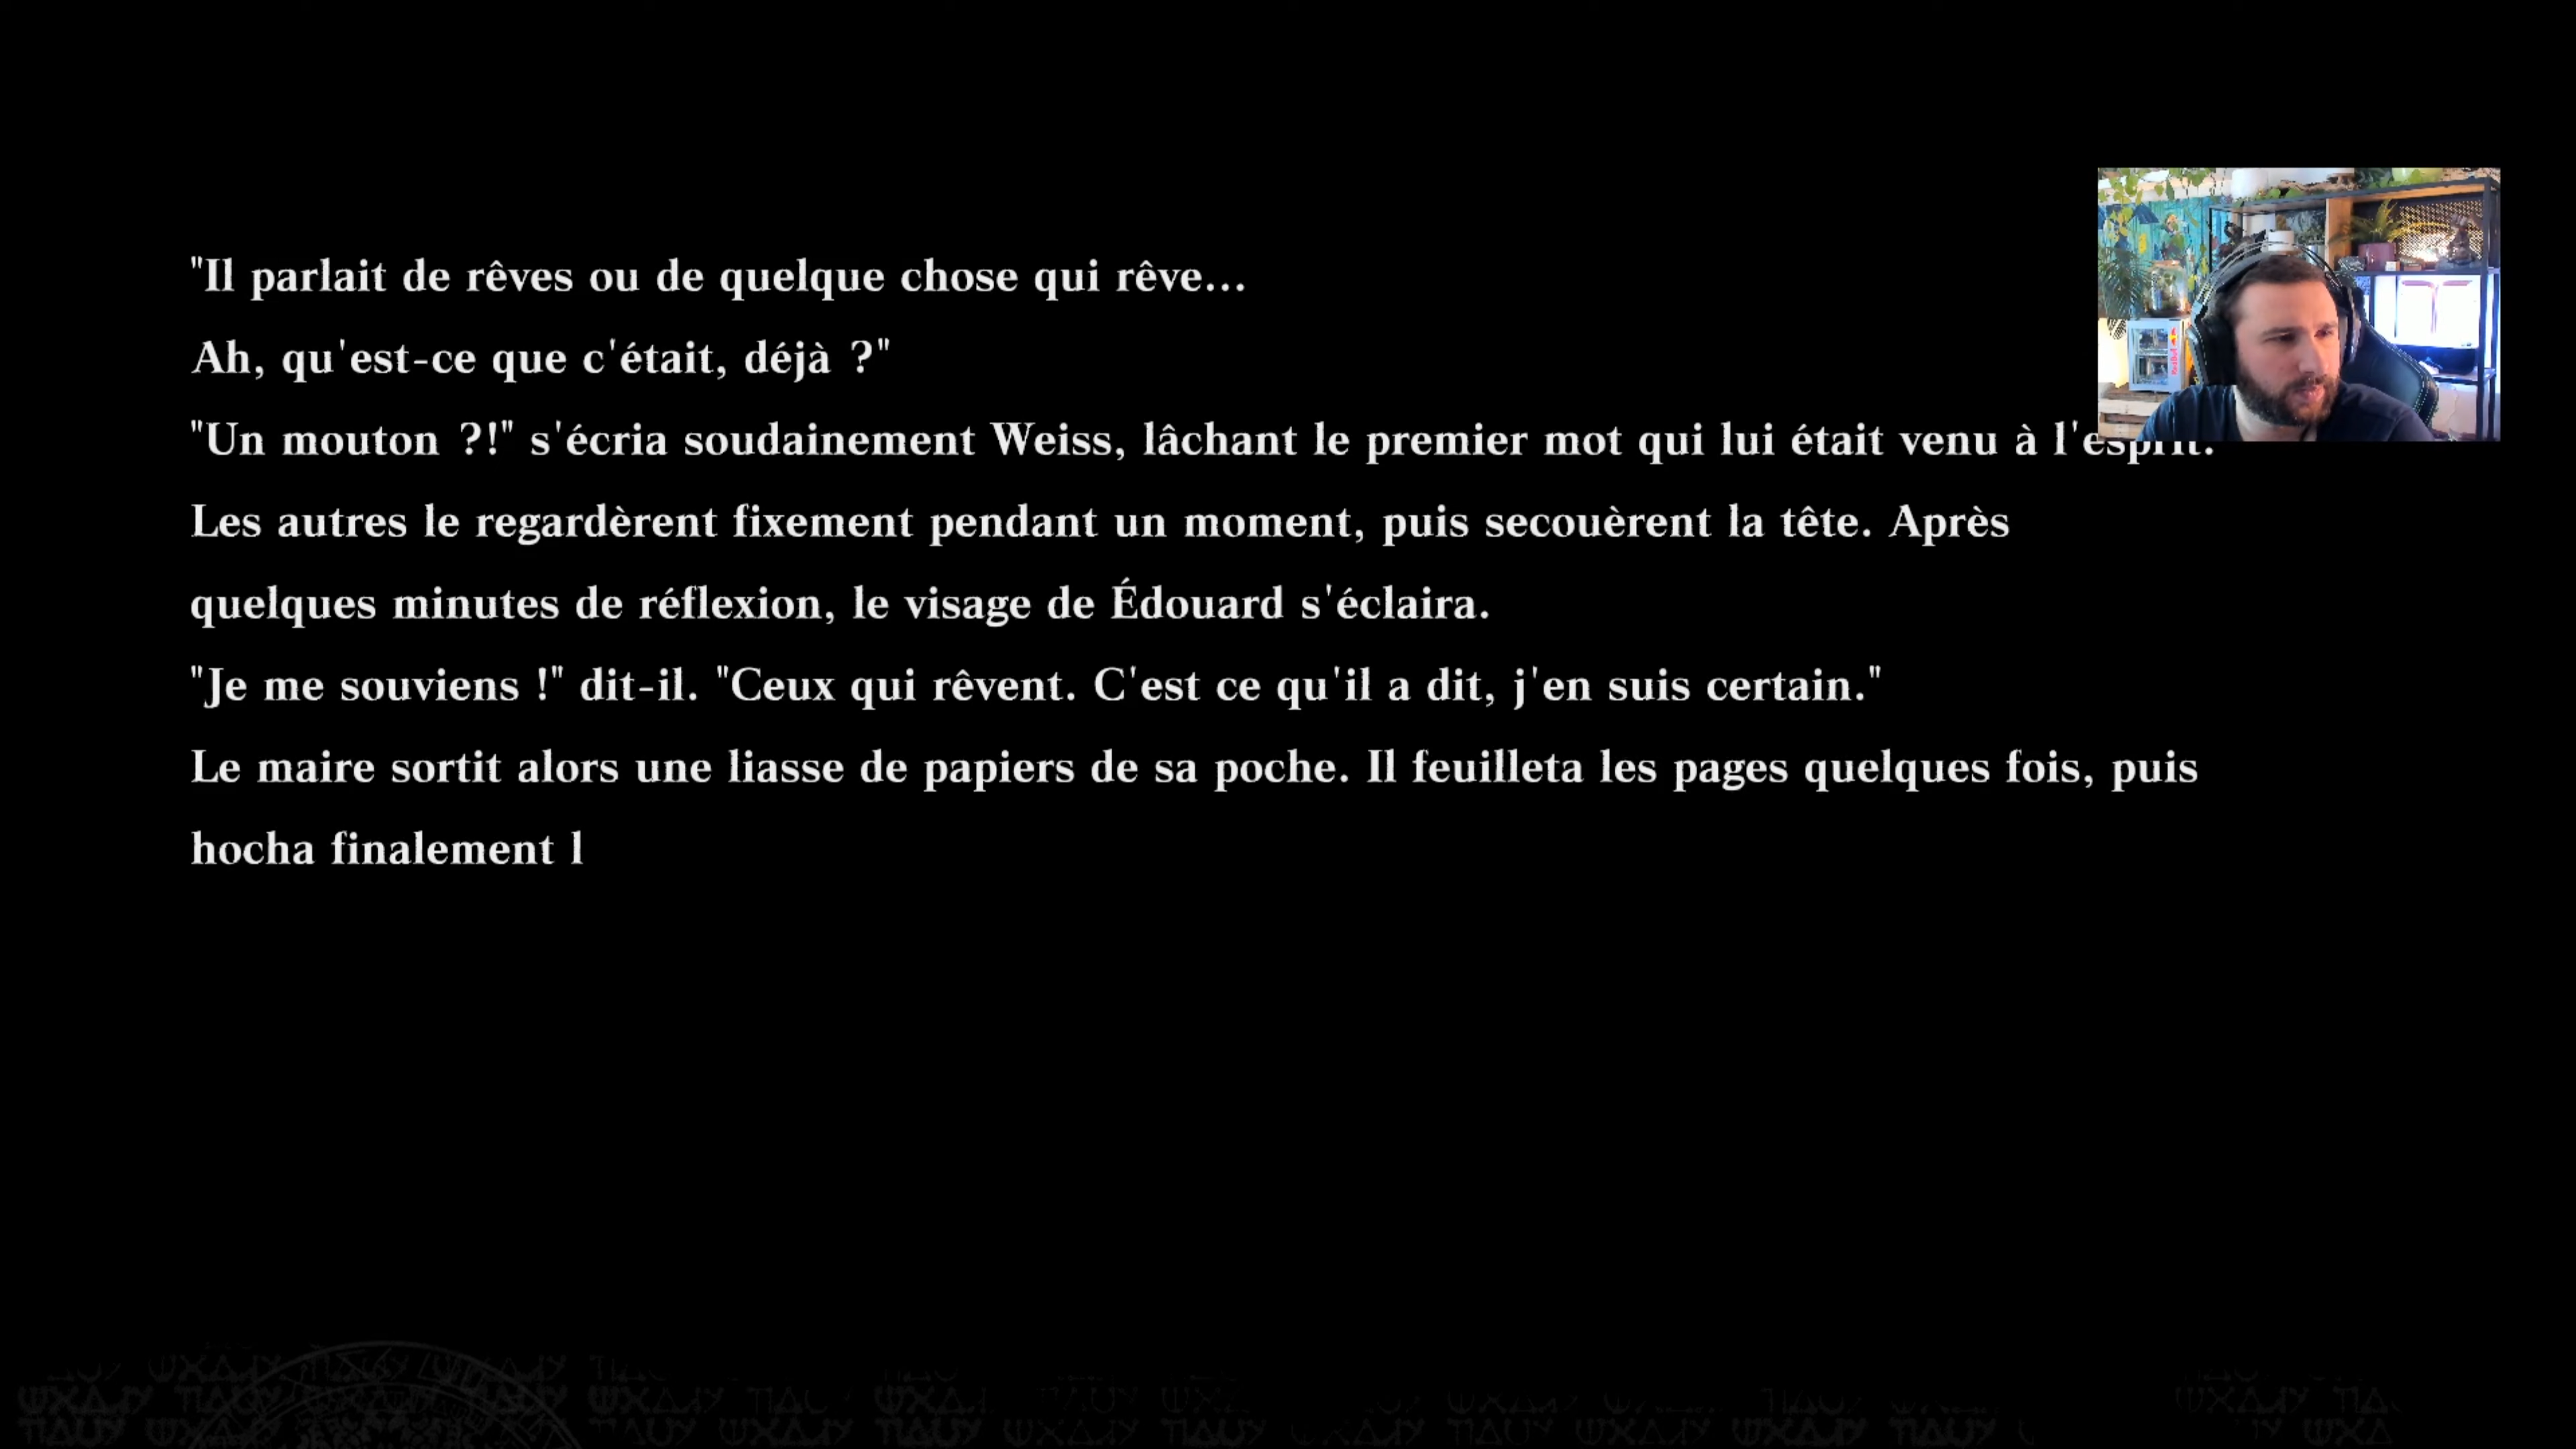 "Il parlait de rêves ou de quelque chose qui rêve...
Ah, qu'est-ce que c'était, déjà ?"
"Un mouton ?!" s'écria soudainement Weiss, lâchant le premier mot qui lui était venu à l'esprit.
Les autres le regardèrent fixement pendant un moment, puis secouèrent la tête. Après
quelques minutes de réflexion, le visage de Édouard s'éclaira.
"Je me souviens !" dit-il. "Ceux qui rêvent. C'est ce qu'il a dit, j'en suis certain."
Le maire sortit alors une liasse de papiers de sa poche. Il feuilleta les pages quelques fois, puis
hocha finalement l